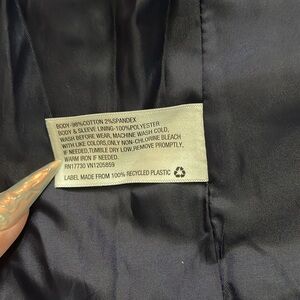 BODY-98%COTTON 2%SPANDEX
BODY & SLEEVE LINING-100%POLYESTER
WASH BEFORE WEAR, MACHINE WASH COLD,
WITH LIKE COLORS,ONLY NON-CHLORINE BLEACH
IF NEEDED,TUMBLE DRY LOW,REMOVE PROMPTLY,
WARM IRON IF NEEDED.
RN17730 VN1205859
LABEL MADE FROM 100% RECYCLED PLASTIC